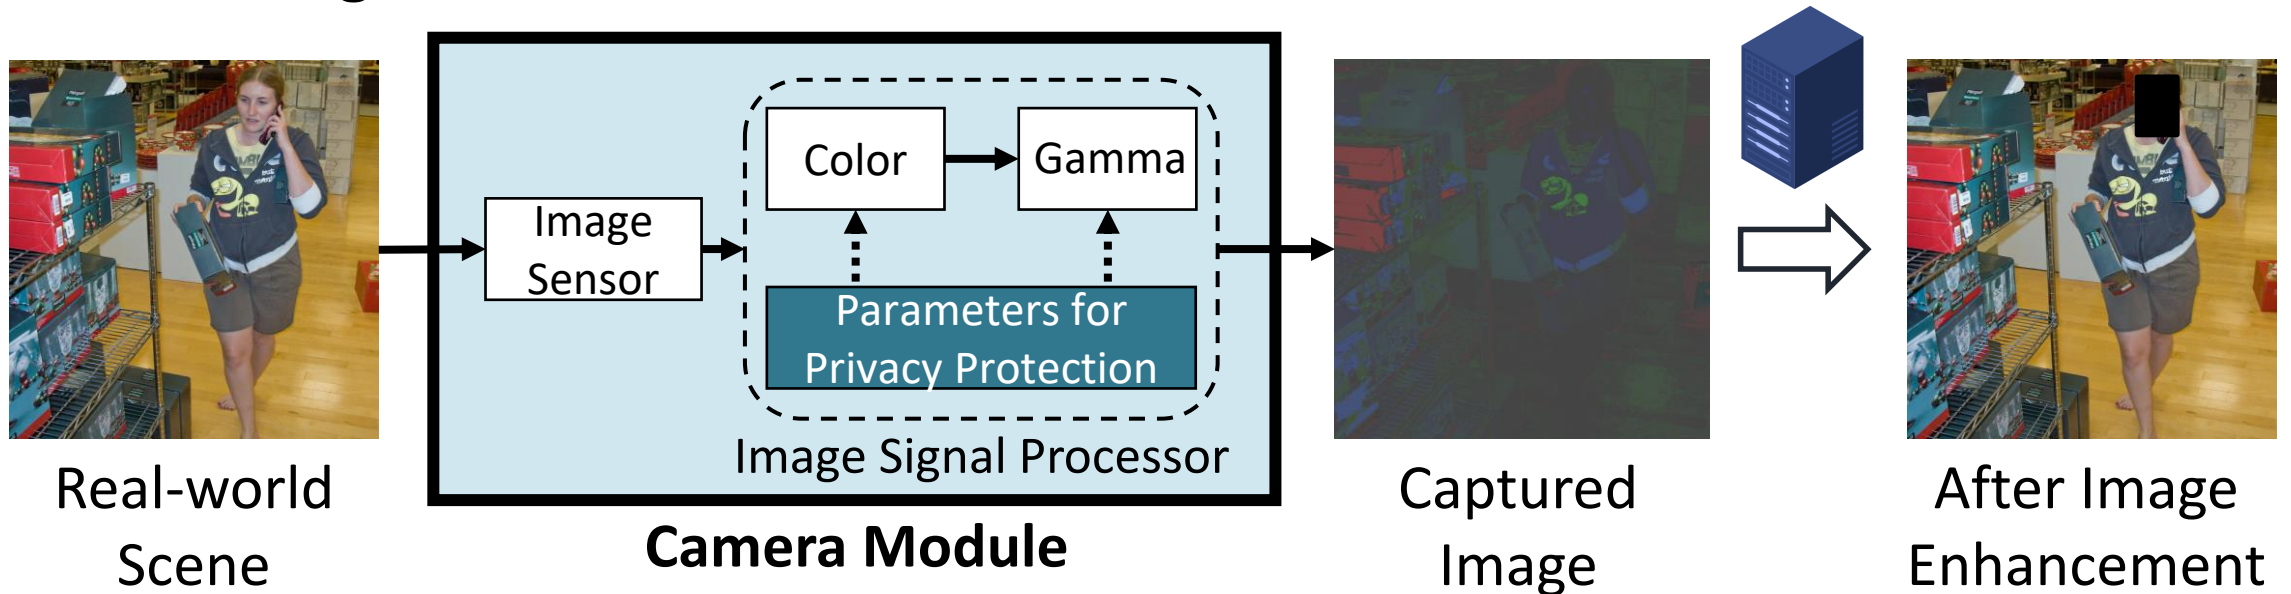 Color
Gamma
Image
Sensor
Parameters for
Privacy Protection
Image Signal Processor
Real-world
Scene
Camera Module
Captured
Image
After Image
Enhancement